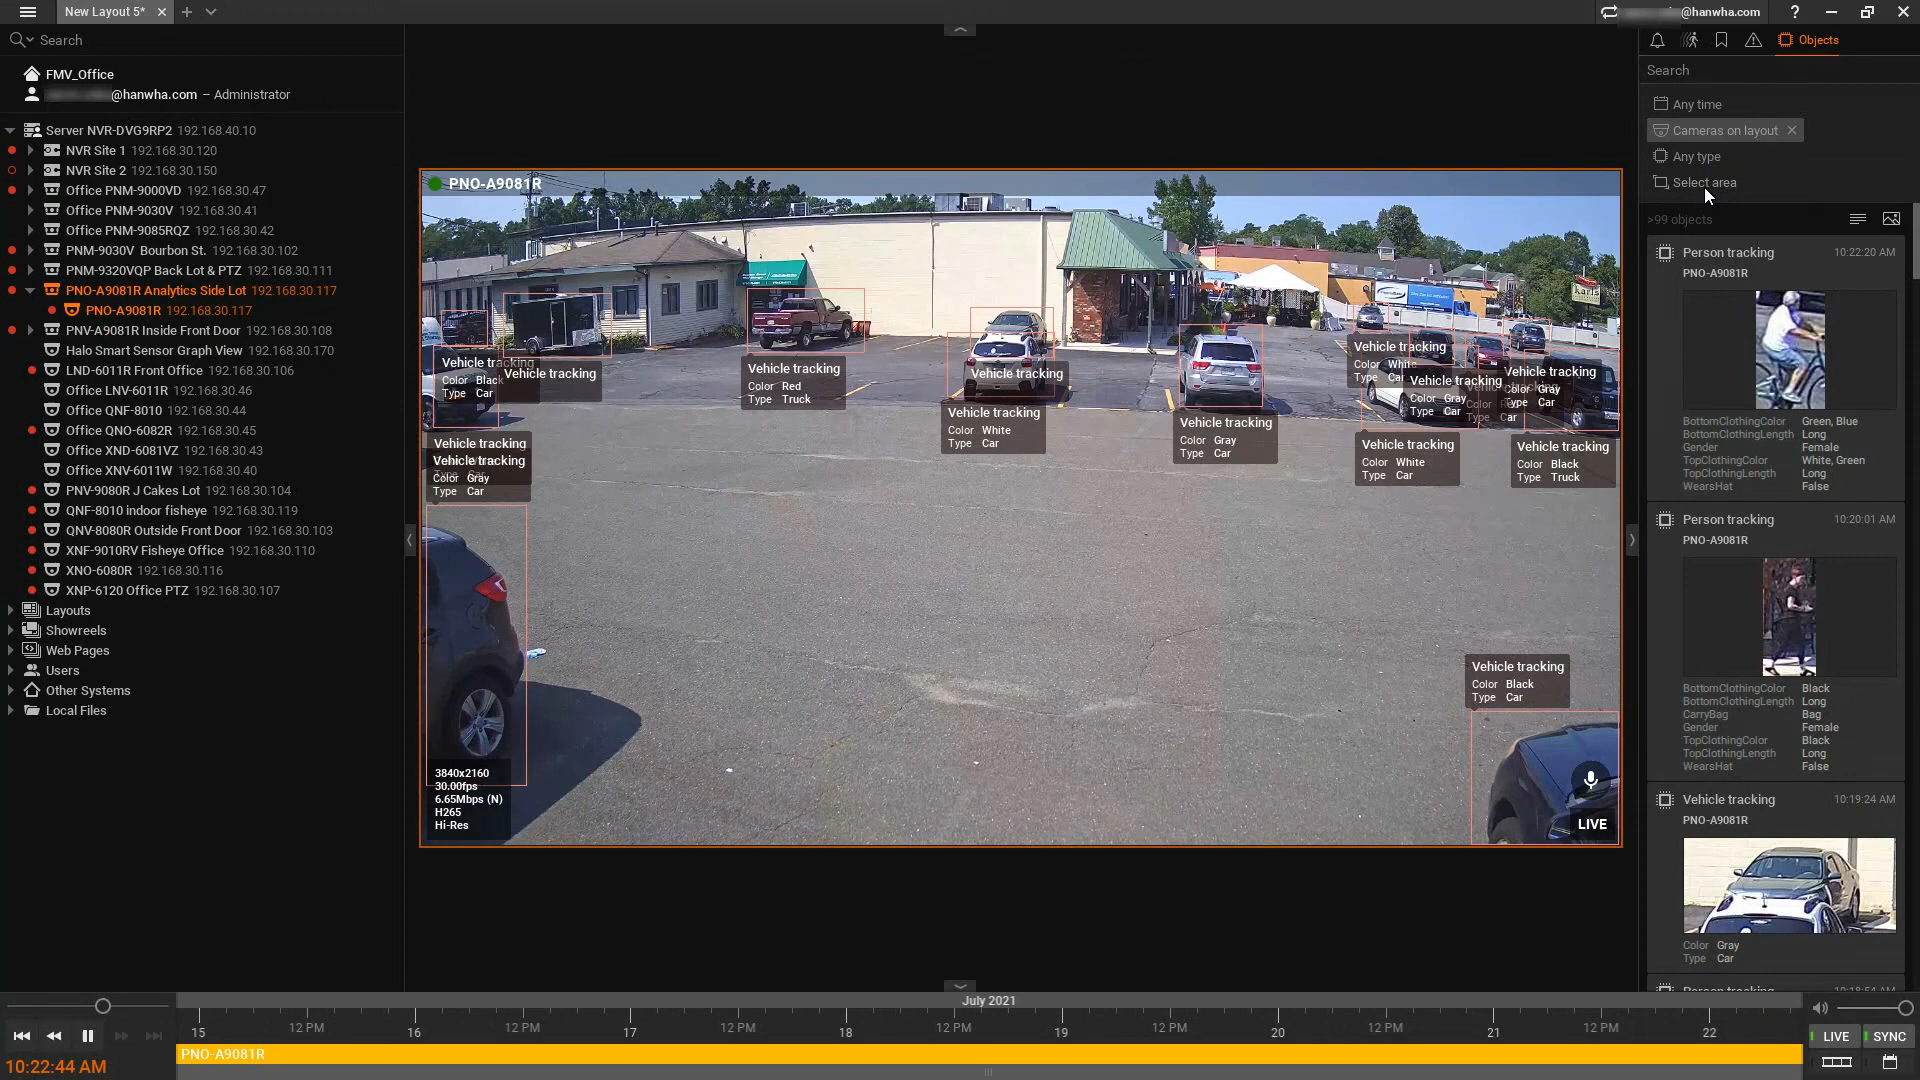 New Layout 5*
@hanwha.com
?
Search
FMV_Office
@hanwha.com – Administrator
Server NVR-DVG9RP2 192.168.40.10
NVR Site 1 192.168.30.120
NVR Site 2 192.168.30.150
Office PNM-9000VD 192.168.30.47
Office PNM-9030V 192.168.30.41
Office PNM-9085RQZ 192.168.30.42
PNM-9030V Bourbon St. 192.168.30.102
PNM-9320VQP Back Lot & PTZ 192.168.30.111
PNO-A9081R Analytics Side Lot 192.168.30.117
PNO-A9081R 192.168.30.117
PNV-A9081R Inside Front Door 192.168.30.108
Halo Smart Sensor Graph View 192.168.30.170
LND-6011R Front Office 192.168.30.106
Office LNV-6011R 192.168.30.46
Office QNF-8010 192.168.30.44
Office QNO-6082R 192.168.30.45
Office XND-6081VZ 192.168.30.43
Office XNV-6011W 192.168.30.40
PNV-9080R J Cakes Lot 192.168.30.104
QNF-8010 indoor fisheye 192.168.30.119
QNV-8080R Outside Front Door 192.168.30.103
XNF-9010RV Fisheye Office 192.168.30.110
XNO-6080R 192.168.30.116
XNP-6120 Office PTZ 192.168.30.107
Layouts
Showreels
Web Pages
Users
Other Systems
Local Files
PNO-A9081R
Vehicle tracking
Color Black
Type Car
Vehicle tracking
Vehicle tracking
Color Red
Type Truck
Vehicle tracking
Vehicle tracking
Color White
Type Car
Vehicle tracking
Color Gray
Type Car
Vehicle tracking
Color White
Type Car
Vehicle tracking
Color Gray
Type Car
Vehicle tracking
Color Gray
Type Car
Vehicle tracking
Vehicle tracking
Color Gray
Type Car
Vehicle tracking
Color White
Type Car
Vehicle tracking
Color Black
Type Truck
Vehicle tracking
Color Black
Type Car
3840x2160
30.00fps
6.65Mbps (N)
H265
Hi-Res
LIVE
Objects
Search
Any time
Cameras on layout
Any type
Select area
>99 objects
Person tracking 10:22:20 AM
PNO-A9081R
BottomClothingColor Green, Blue
BottomClothingLength Long
Gender Female
TopClothingColor White, Green
TopClothingLength Long
WearsHat False
Person tracking 10:20:01 AM
PNO-A9081R
BottomClothingColor Black
BottomClothingLength Long
CarryBag Bag
Gender Female
TopClothingColor Black
TopClothingLength Long
WearsHat False
Vehicle tracking 10:19:24 AM
PNO-A9081R
Color Gray
Type Car
Person tracking 10:18:54 AM
July 2021
15 12 PM 16 12 PM 17 12 PM 18 12 PM 19 12 PM 20 12 PM 21 12 PM 22
PNO-A9081R
10:22:44 AM
LIVE SYNC